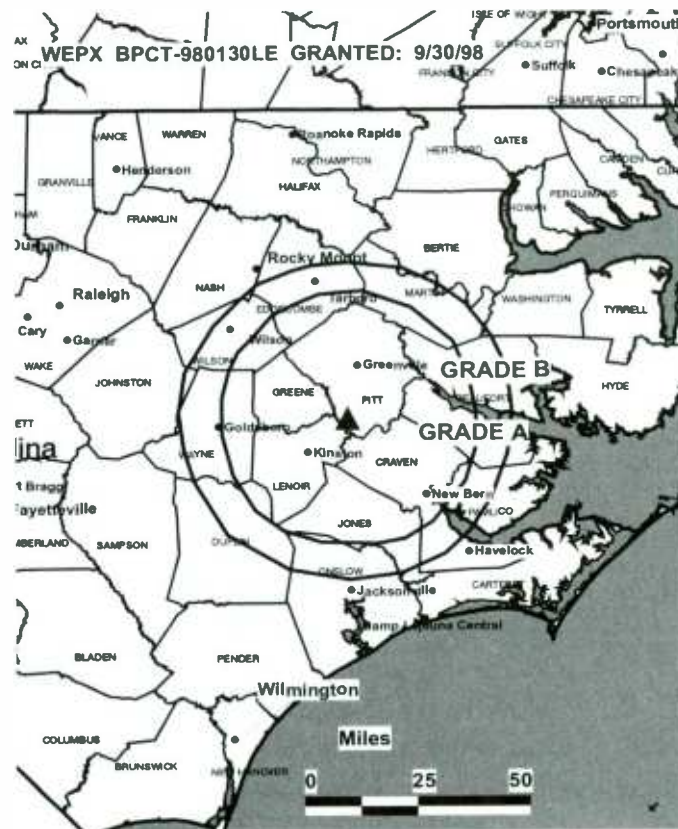 ISLE OF
Portsmouth
WEPX BPCT-980130LE GRANTED: 9/30/98
SUFFOLK CITY
FRANKLIN CITY
Suffolk
Chesapeake
CHESAPEAKE CITY
VANCE
WARREN
Roanoke Rapids
NORTHAMPTON
HERTFORD
GATES
CAMDEN
Henderson
GRANVILLE
HALIFAX
PERQUIMANS
CHOWAN
FRANKLIN
BERTIE
Durham
Rocky Mount
NASH
Tarboro
MARTIN
WASHINGTON
TYRRELL
EDGECOMBE
Raleigh
Cary
Garner
WILSON
Wilson
WAKE
JOHNSTON
Greenville
GRADE B
HYDE
GREENE
PITT
BEAUFORT
Goldsboro
GRADE A
lina
WAYNE
Kinston
CRAVEN
LENOIR
t Bragg
New Bern
PAMLICO
Fayetteville
JONES
MBERLAND
SAMPSON
DUPLIN
Havelock
ONSLOW
CARTERET
Jacksonville
Camp Lejeune Central
BLADEN
PENDER
Wilmington
COLUMBUS
Miles
BRUNSWICK
NEW HANOVER
0 25 50